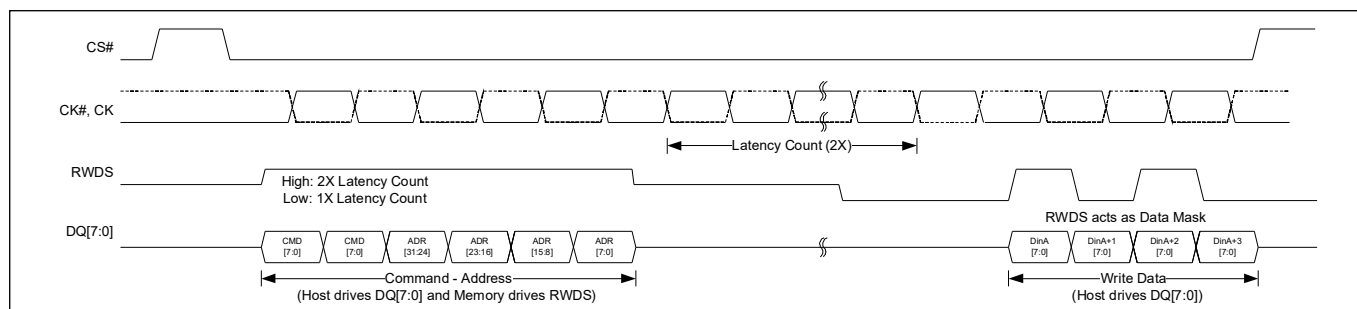 CS#
CK#, CK
Latency Count (2X)
RWDS
High: 2X Latency Count
Low: 1X Latency Count
RWDS acts as Data Mask
DQ[7:0]
CMD [7:0]
CMD [7:0]
ADR [31:24]
ADR [23:16]
ADR [15:8]
ADR [7:0]
DinA [7:0]
DinA+1 [7:0]
DinA+2 [7:0]
DinA+3 [7:0]
Command - Address
(Host drives DQ[7:0] and Memory drives RWDS)
Write Data
(Host drives DQ[7:0])